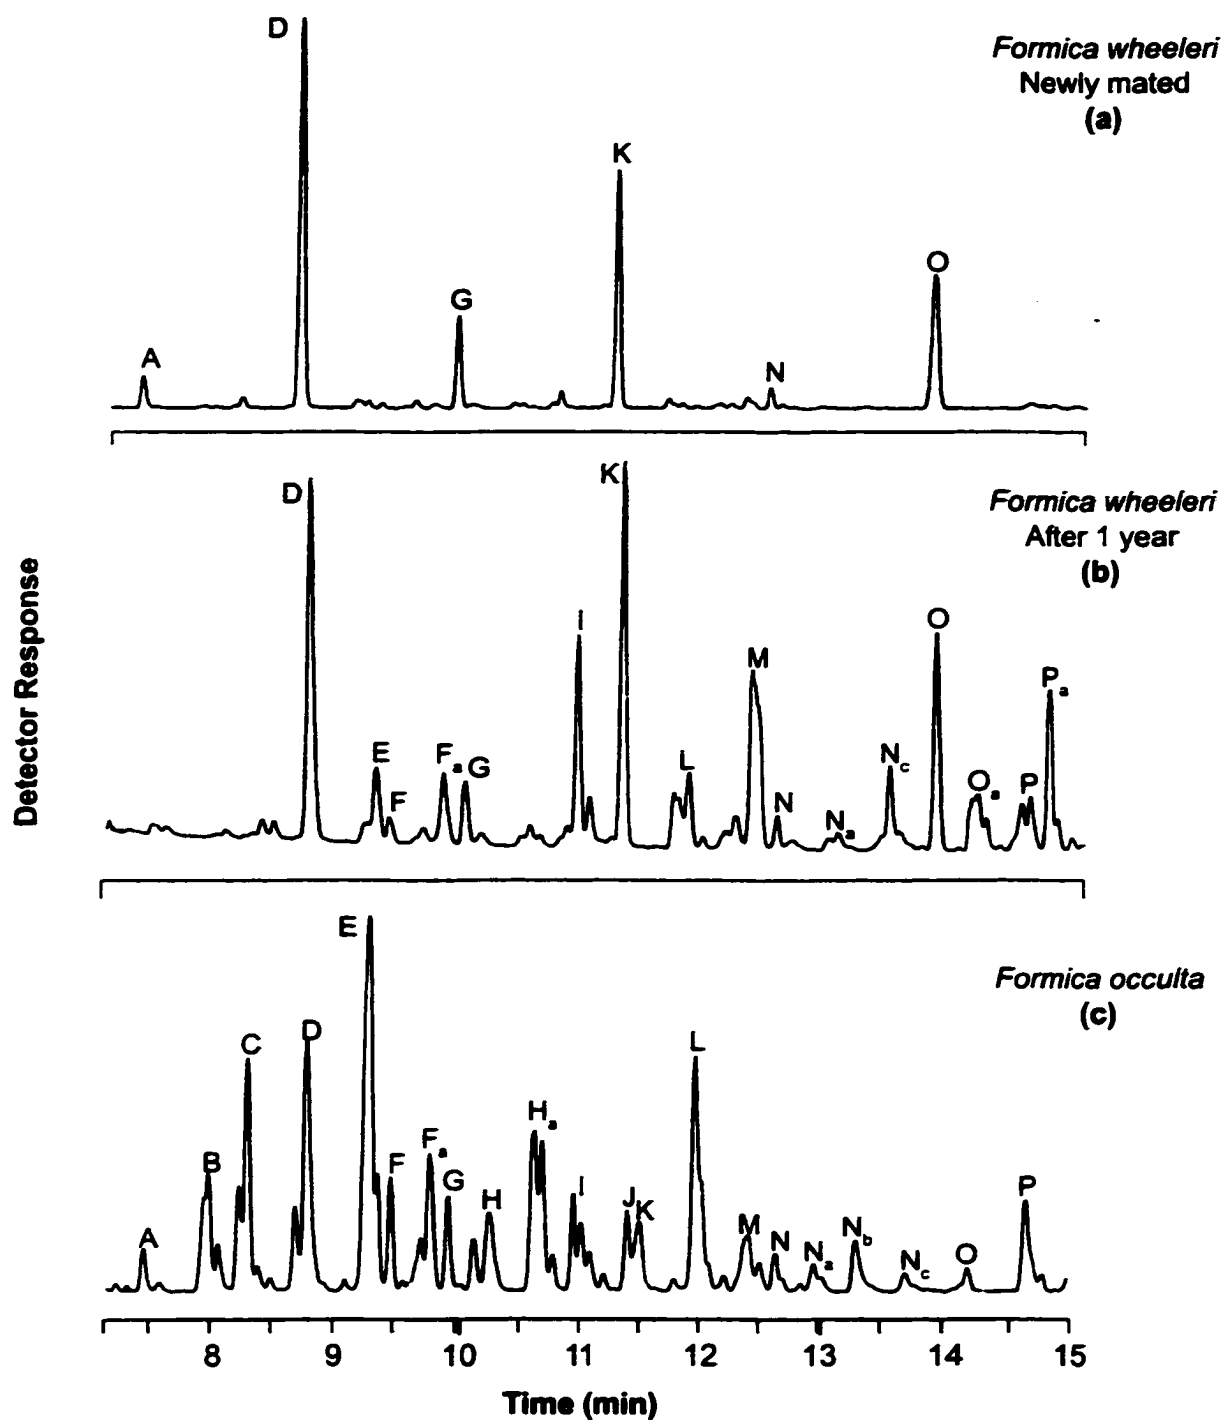 D
Formica wheeleri
Newly mated
(a)
K
O
G
A
N
K
D
Formica wheeleri
After 1 year
(b)
I
O
M
Pa
E
Fa
G
L
Nc
F
N
Na
Oa
P
Detector Response
E
Formica occulta
(c)
C
D
L
Ha
B
F
Fa
G
H
I
J
K
P
A
M
N
Na
Nb
Nc
O
8 9 10 11 12 13 14 15
Time (min)